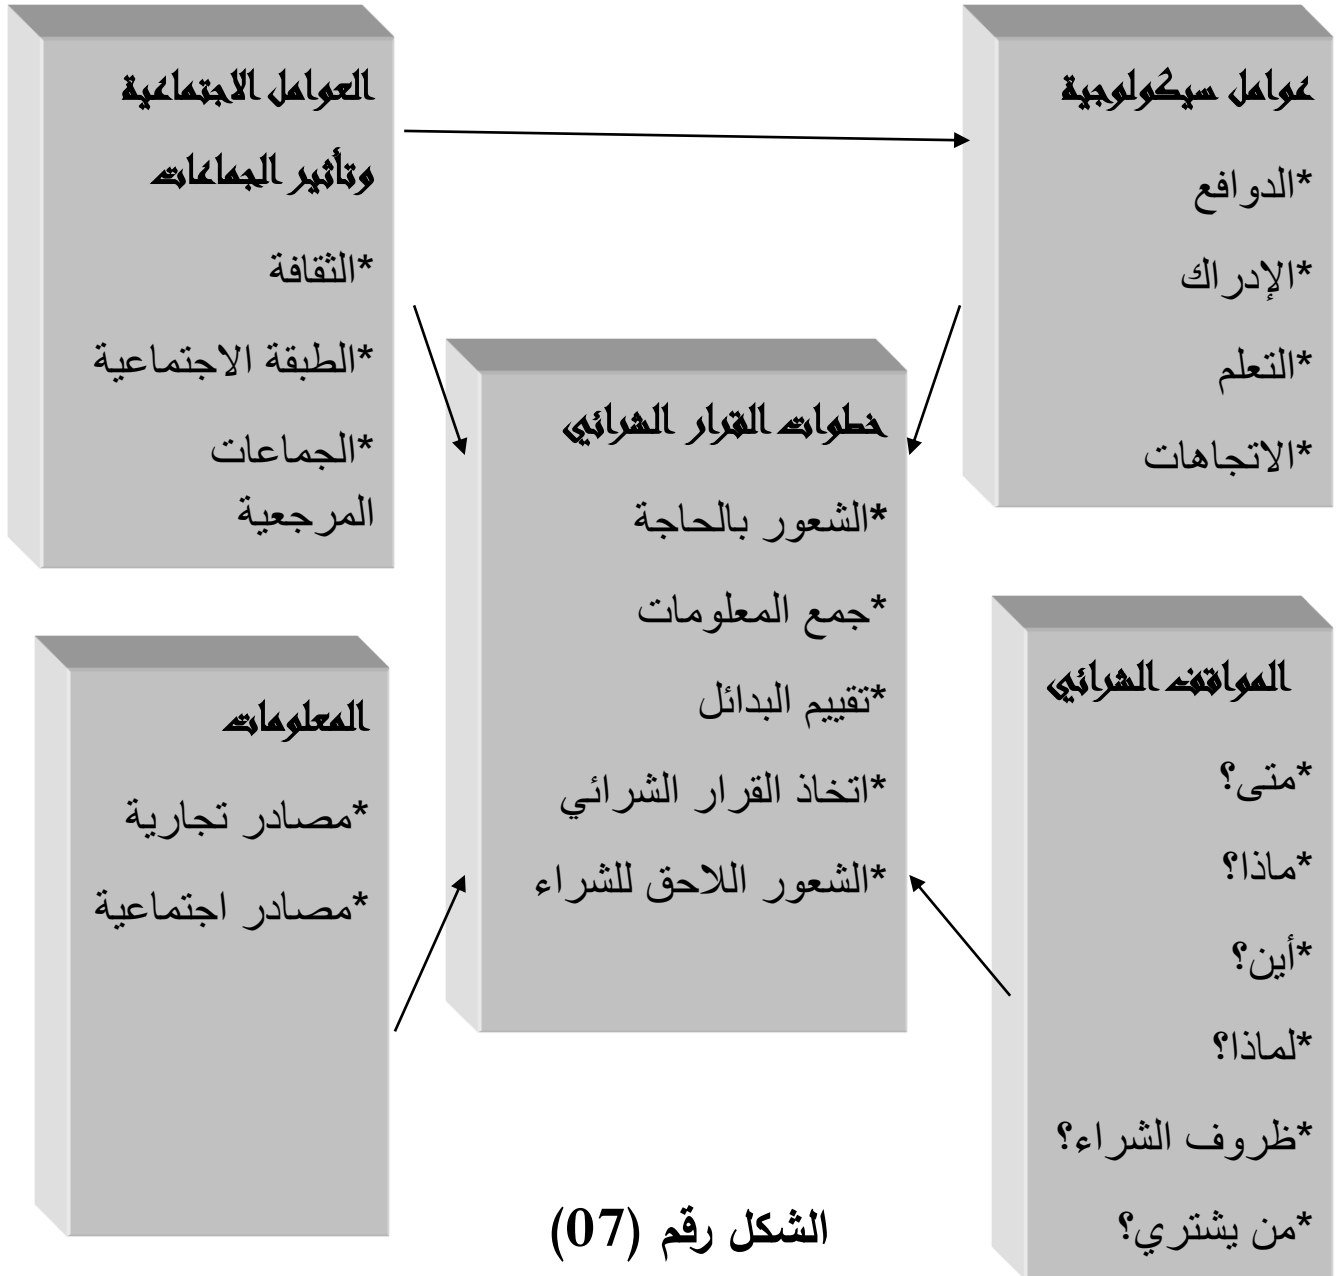 عوامل سيكولوجية
*الدوافع
*الإدراك
*التعلم
*الاتجاهات
العوامل الاجتماعية
وتأثير الجماعات
*الثقافة
*الطبقة الاجتماعية
*الجماعات
المرجعية
خطوات القرار الشرائي
*الشعور بالحاجة
*جمع المعلومات
*تقييم البدائل
*اتخاذ القرار الشرائي
*الشعور اللاحق للشراء
المواقف الشرائي
*متى؟
*ماذا؟
*أين؟
*لماذا؟
*ظروف الشراء؟
*من يشتري؟
المعلومات
*مصادر تجارية
*مصادر اجتماعية
الشكل رقم (07)